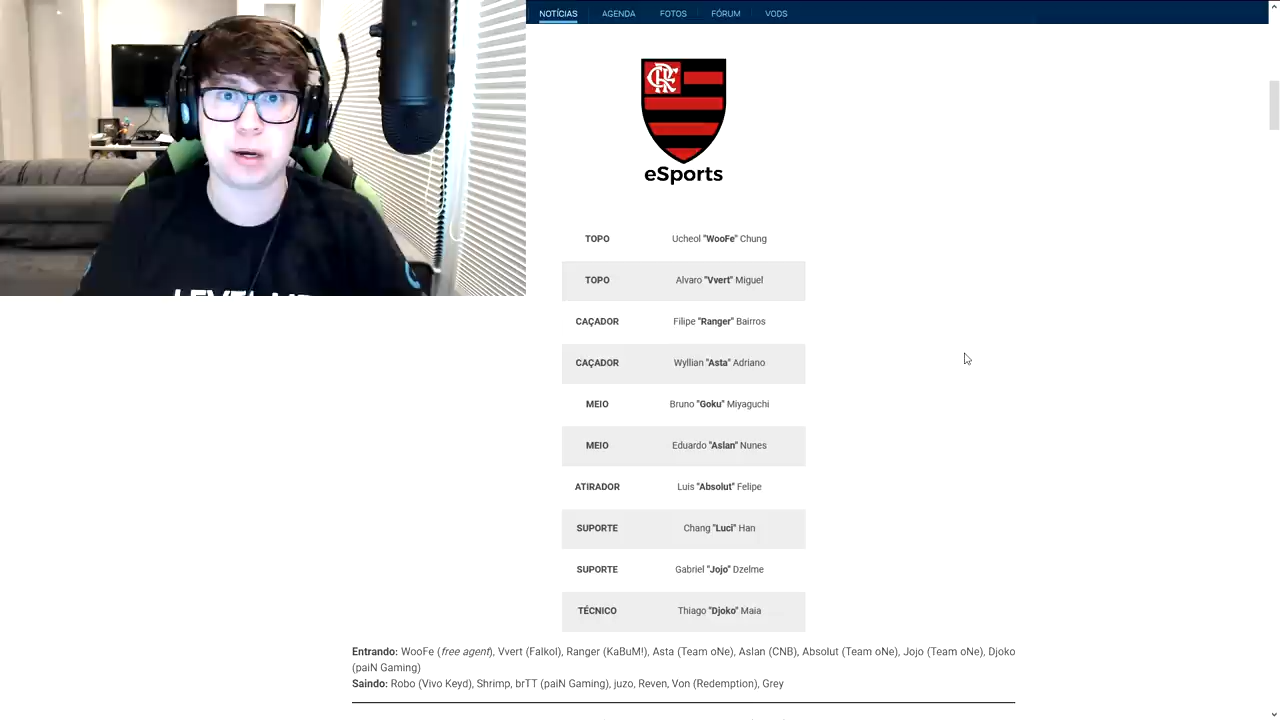 NOTÍCIAS AGENDA FOTOS FÓRUM VODS
CR
eSports
TOPO Ucheol "WooFe" Chung
TOPO Alvaro "Vvert" Miguel
CAÇADOR Filipe "Ranger" Bairros
CAÇADOR Wyllian "Asta" Adriano
MEIO Bruno "Goku" Miyaguchi
MEIO Eduardo "Aslan" Nunes
ATIRADOR Luis "Absolut" Felipe
SUPORTE Chang "Luci" Han
SUPORTE Gabriel "Jojo" Dzelme
TÉCNICO Thiago "Djoko" Maia
Entrando: WooFe (free agent), Vvert (Falkol), Ranger (KaBuM!), Asta (Team oNe), Aslan (CNB), Absolut (Team oNe), Jojo (Team oNe). Djoko
(paiN Gaming)
Saindo: Robo (Vivo Keyd), Shrimp, brTT (paiN Gaming), juzo, Reven, Von (Redemption), Grey